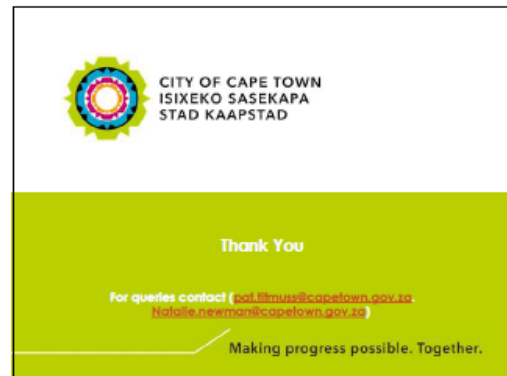 CITY OF CAPE TOWN
ISIXEKO SASEKAPA
STAD KAAPSTAD
Thank You
For queries contact (pat.titmuss@capetown.gov.za,
Natalie.newman@capetown.gov.za)
Making progress possible. Together.